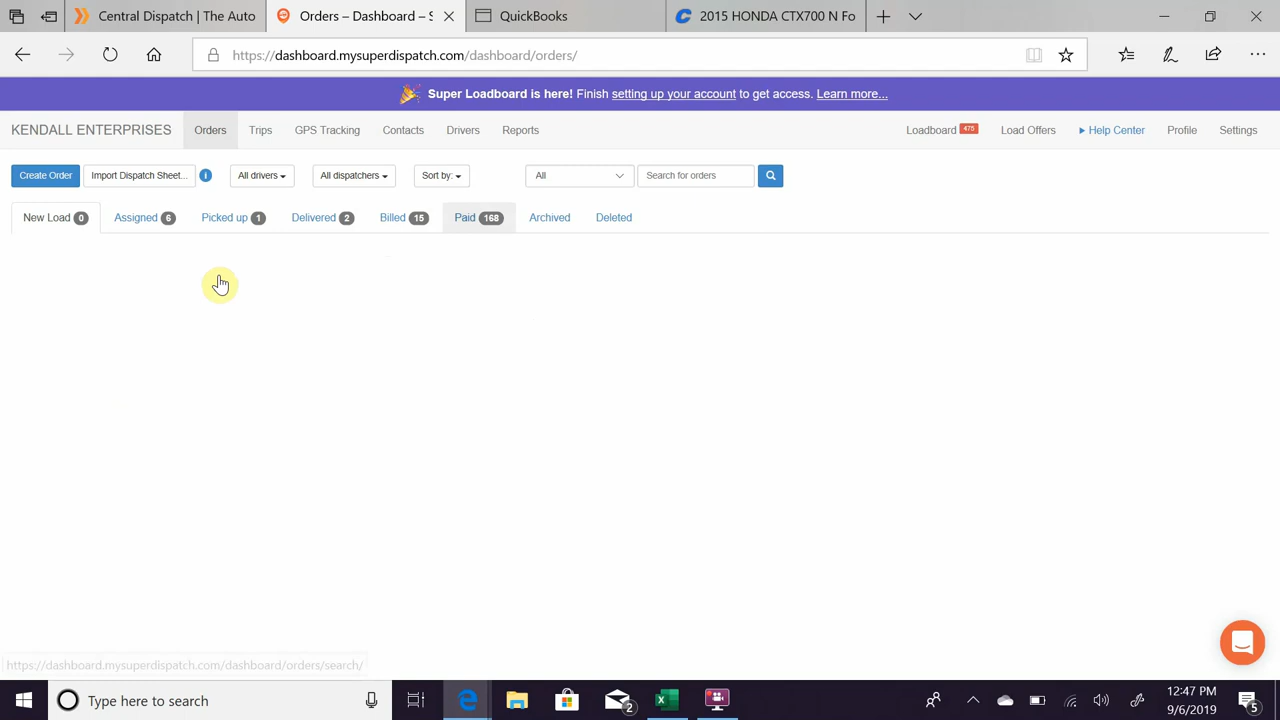 Central Dispatch | The Auto
Orders – Dashboard – S
QuickBooks
2015 HONDA CTX700 N Fo
https://dashboard.mysuperdispatch.com/dashboard/orders/
Super Loadboard is here! Finish setting up your account to get access. Learn more...
KENDALL ENTERPRISES
Orders
Trips
GPS Tracking
Contacts
Drivers
Reports
Loadboard 475
Load Offers
Help Center
Profile
Settings
Create Order
Import Dispatch Sheet...
i
All drivers
All dispatchers
Sort by:
All
Search for orders
New Load 0
Assigned 6
Picked up 1
Delivered 2
Billed 15
Paid 168
Archived
Deleted
https://dashboard.mysuperdispatch.com/dashboard/orders/search/
Type here to search
2
12:47 PM
9/6/2019
5